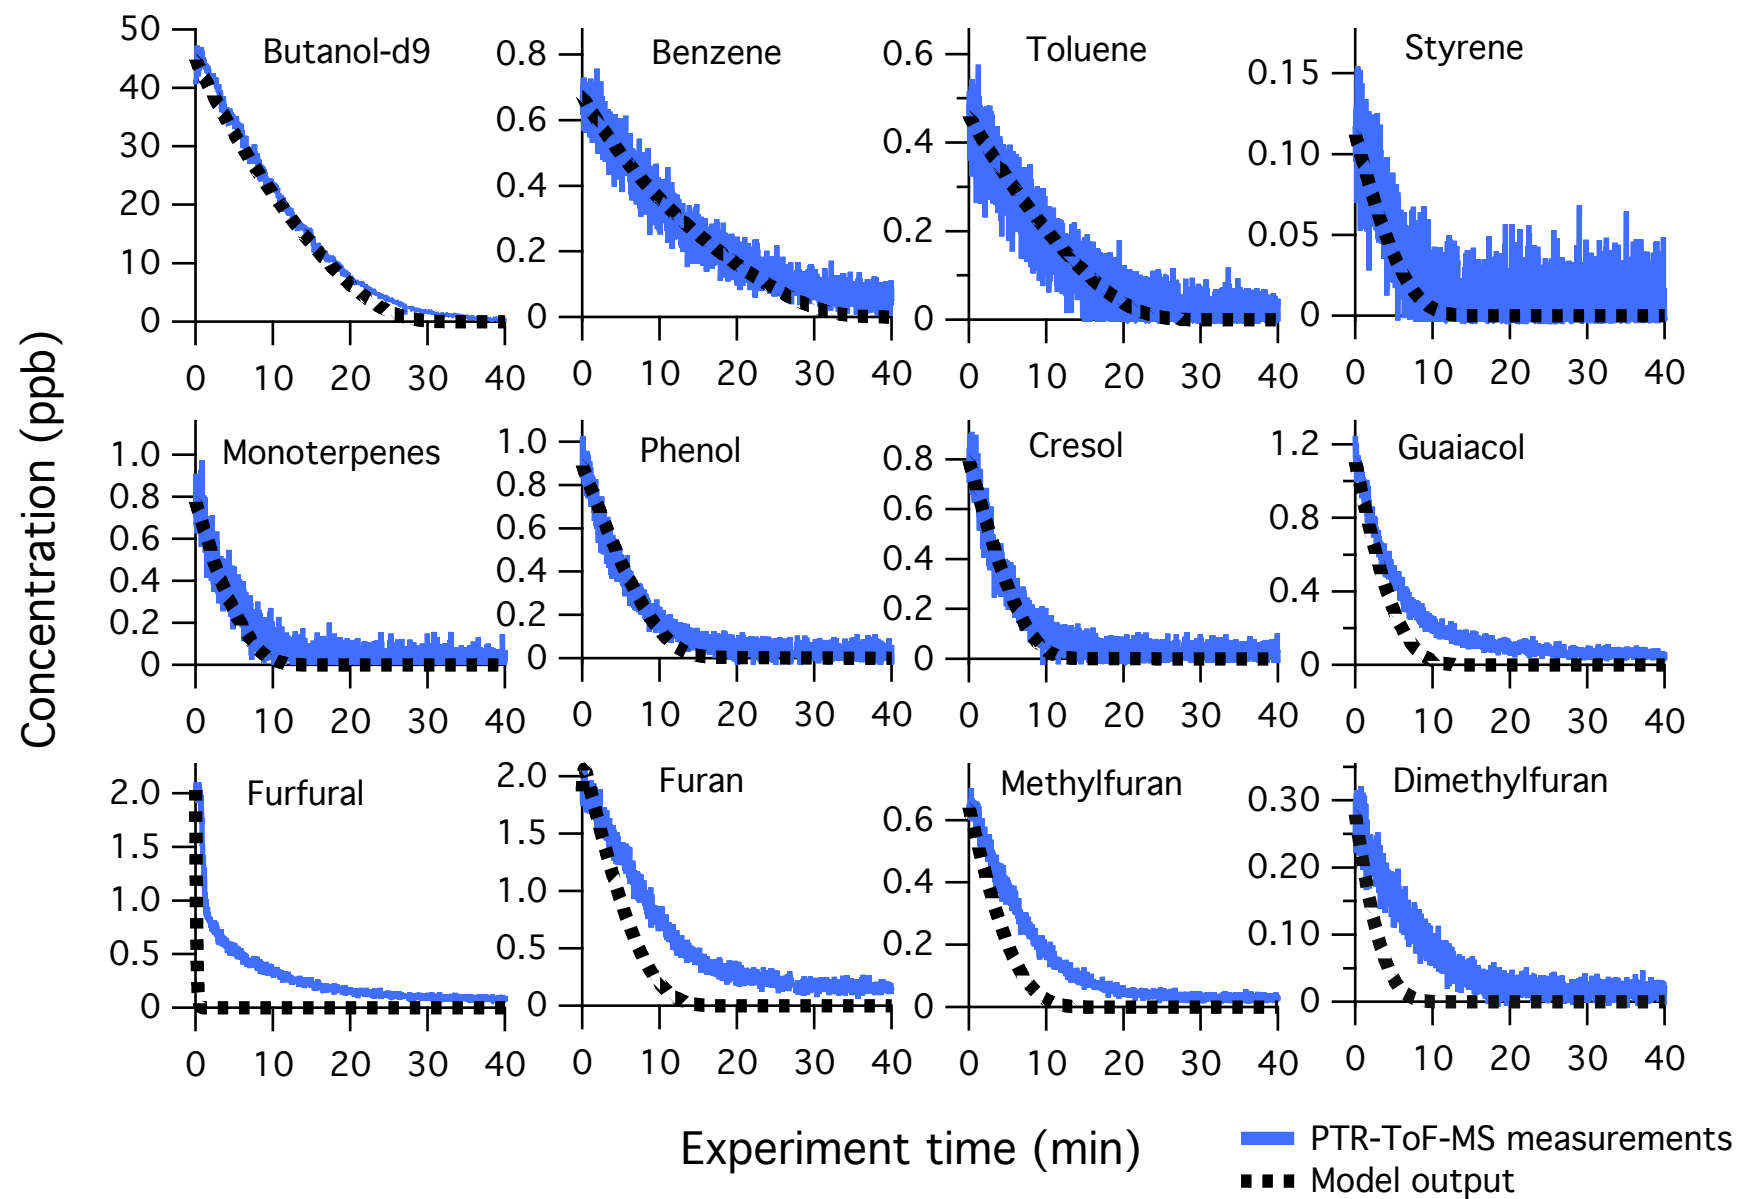 Concentration (ppb)
Butanol-d9
50
40
30
20
10
0
0 10 20 30 40
Benzene
0.8
0.6
0.4
0.2
0
0 10 20 30 40
Toluene
0.6
0.4
0.2
0
0 10 20 30 40
Styrene
0.15
0.10
0.05
0
0 10 20 30 40
Monoterpenes
1.0
0.8
0.6
0.4
0.2
0
0 10 20 30 40
Phenol
1.0
0.8
0.6
0.4
0.2
0
0 10 20 30 40
Cresol
0.8
0.6
0.4
0.2
0
0 10 20 30 40
Guaiacol
1.2
0.8
0.4
0
0 10 20 30 40
Furfural
2.0
1.5
1.0
0.5
0
0 10 20 30 40
Furan
2.0
1.5
1.0
0.5
0
0 10 20 30 40
Methylfuran
0.6
0.4
0.2
0
0 10 20 30 40
Dimethylfuran
0.30
0.20
0.10
0
0 10 20 30 40
Experiment time (min)
PTR-ToF-MS measurements
Model output